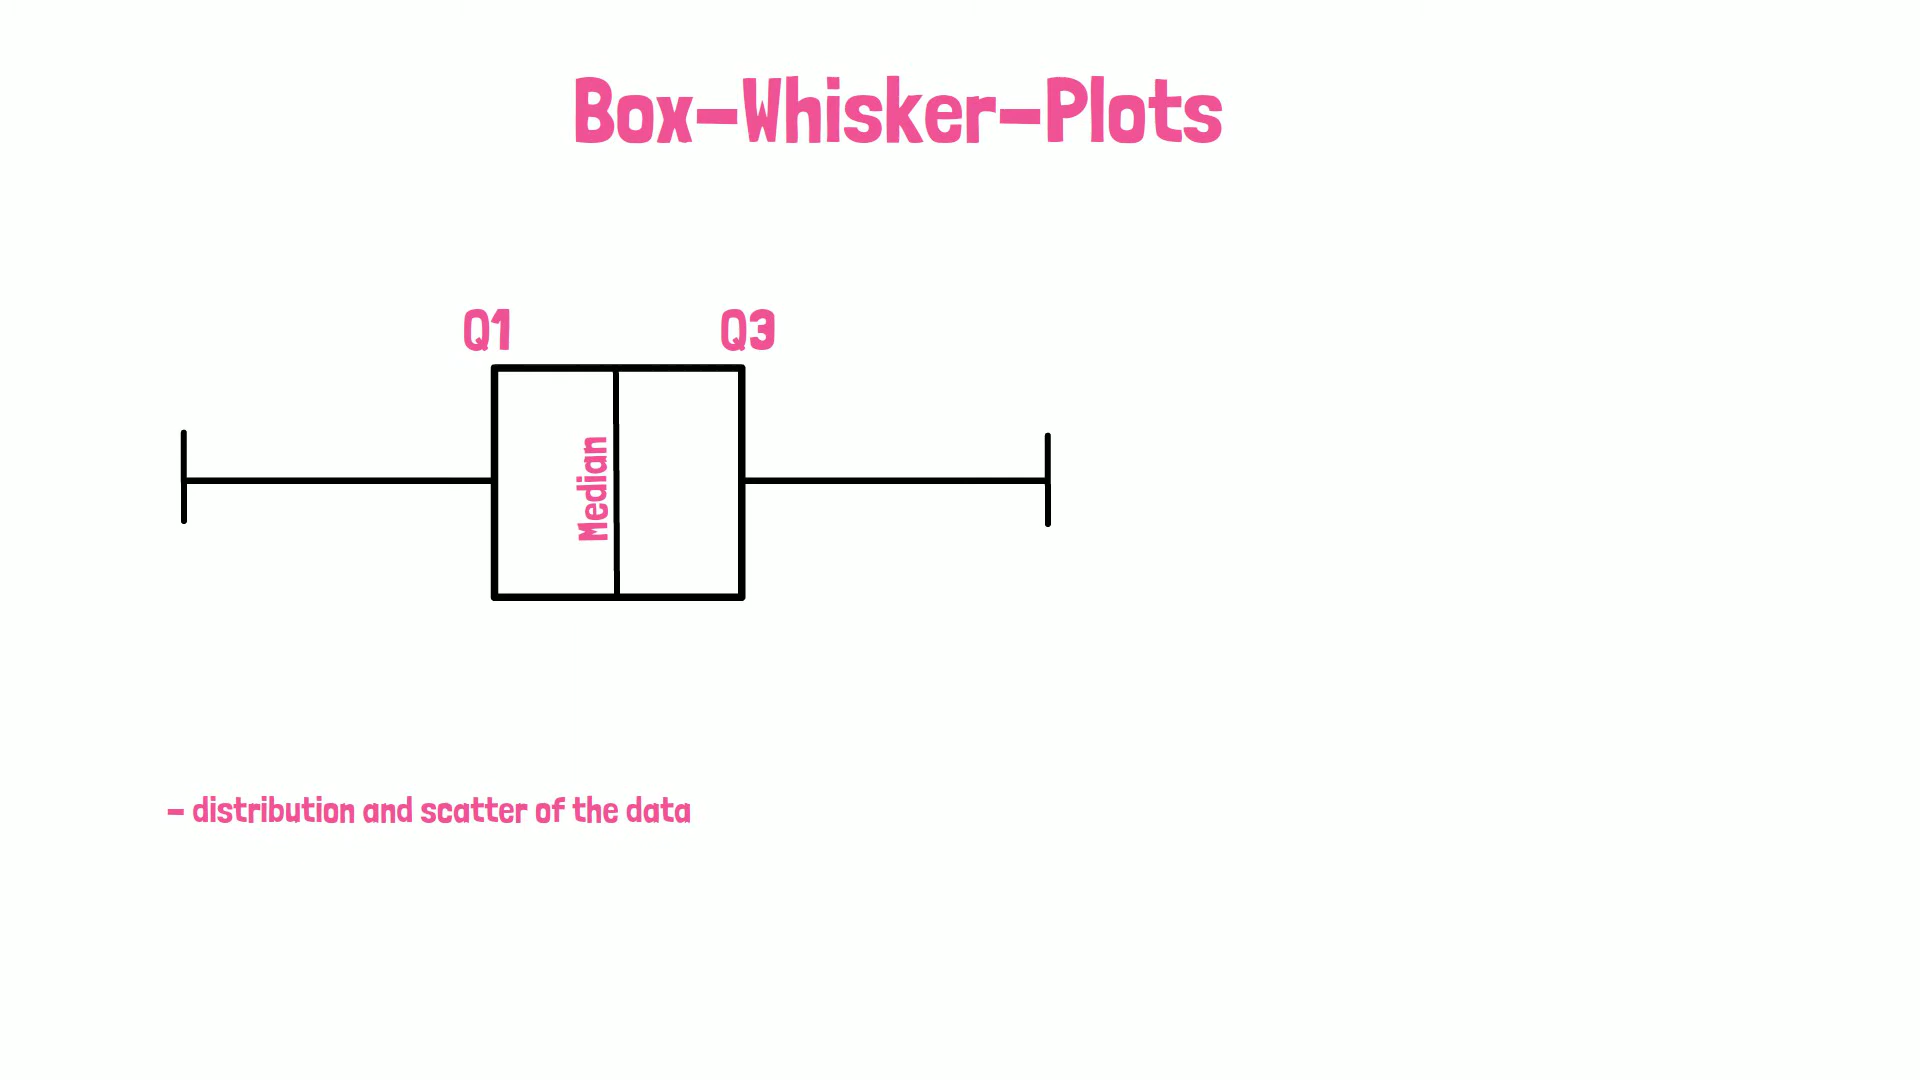 Box-Whisker-Plots
Q1
Q3
Median
- distribution and scatter of the data